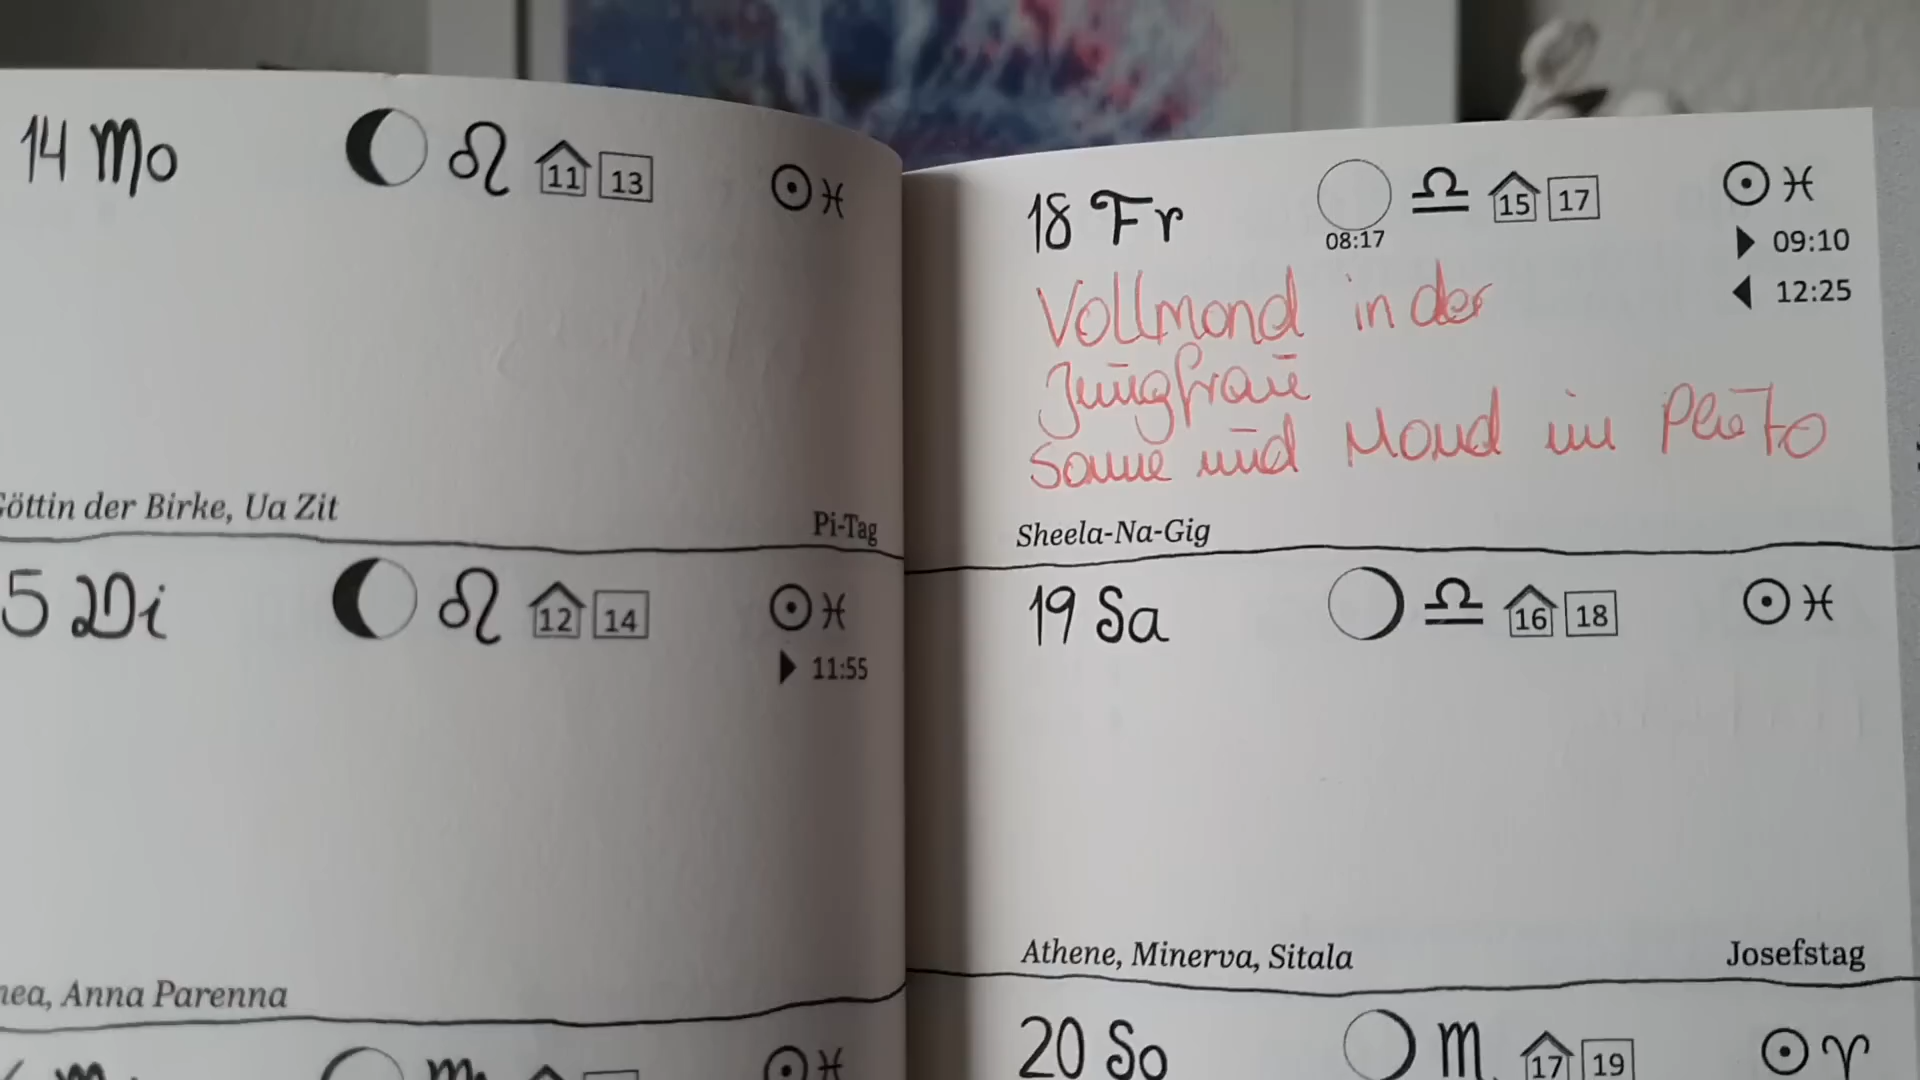 14 Mo 11 13
Göttin der Birke, Ua Zit Pi-Tag
5 Di 12 14
11:55
nea, Anna Parenna
18 Fr 15 17
08:17
09:10
12:25
Vollmond in der
Jungfrau
Sonne und Mond im Pluto
Sheela-Na-Gig
19 Sa 16 18
Athene, Minerva, Sitala Josefstag
20 So 17 19